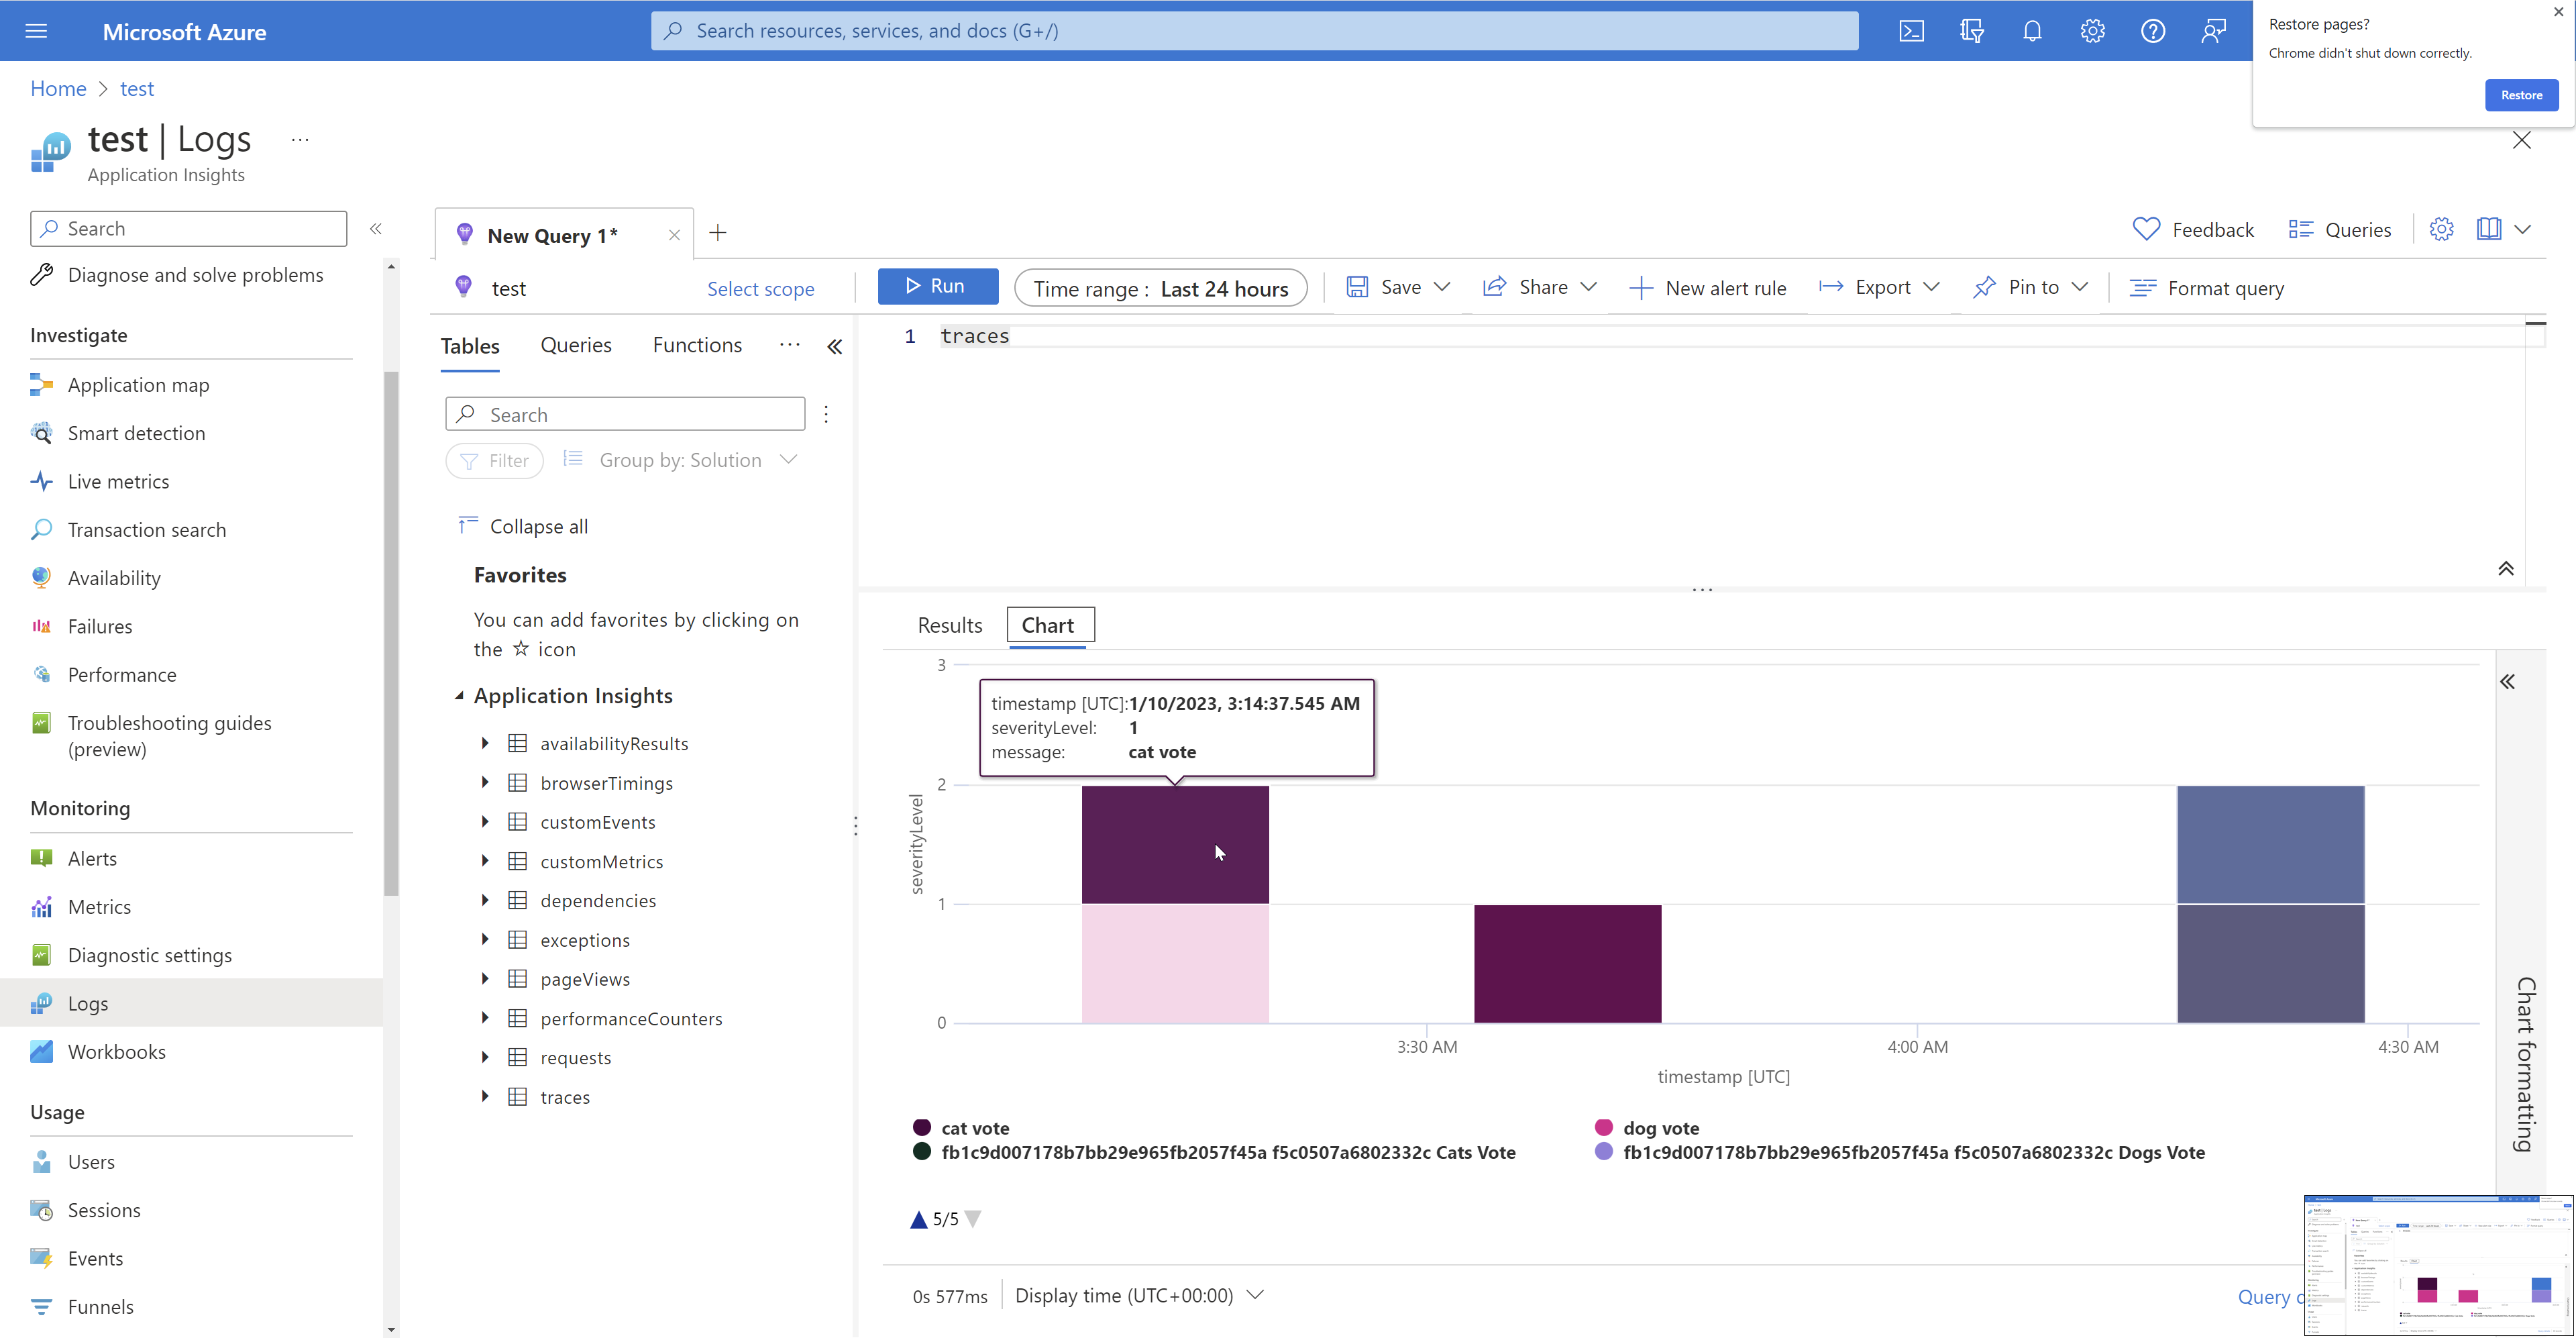 Microsoft Azure
Search resources, services, and docs (G+/)
Restore pages?
Chrome didn't shut down correctly.
Restore
Home > test
test | Logs
...
Application Insights
Search
Diagnose and solve problems
Investigate
Application map
Smart detection
Live metrics
Transaction search
Availability
Failures
Performance
Troubleshooting guides
(preview)
Monitoring
Alerts
Metrics
Diagnostic settings
Logs
Workbooks
Usage
Users
Sessions
Events
Funnels
New Query 1*
Feedback
Queries
test
Select scope
Run
Time range : Last 24 hours
Save
Share
New alert rule
Export
Pin to
Format query
Tables
Queries
Functions
...
Search
Filter
Group by: Solution
Collapse all
Favorites
You can add favorites by clicking on
the ☆ icon
Application Insights
availabilityResults
browserTimings
customEvents
customMetrics
dependencies
exceptions
pageViews
performanceCounters
requests
traces
1 traces
Results
Chart
3
2
1
0
severityLevel
timestamp [UTC]:1/10/2023, 3:14:37.545 AM
severityLevel: 1
message: cat vote
3:30 AM
4:00 AM
4:30 AM
timestamp [UTC]
Chart formatting
cat vote
dog vote
fb1c9d007178b7bb29e965fb2057f45a f5c0507a6802332c Cats Vote
fb1c9d007178b7bb29e965fb2057f45a f5c0507a6802332c Dogs Vote
5/5
0s 577ms
Display time (UTC+00:00)
Query